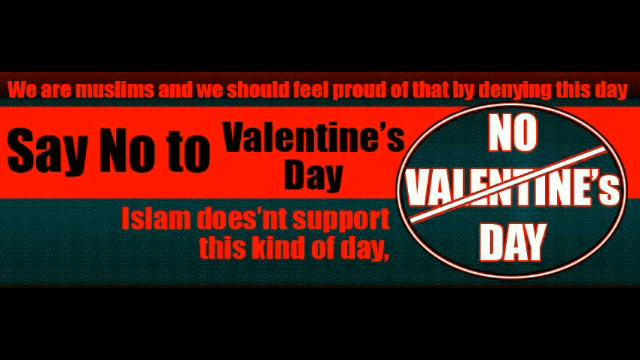 We are muslims and we should feel proud of that by denying this day
Say No to Valentine's
Day
Islam does'nt support
this kind of day,
NO
VALENTINE's
DAY